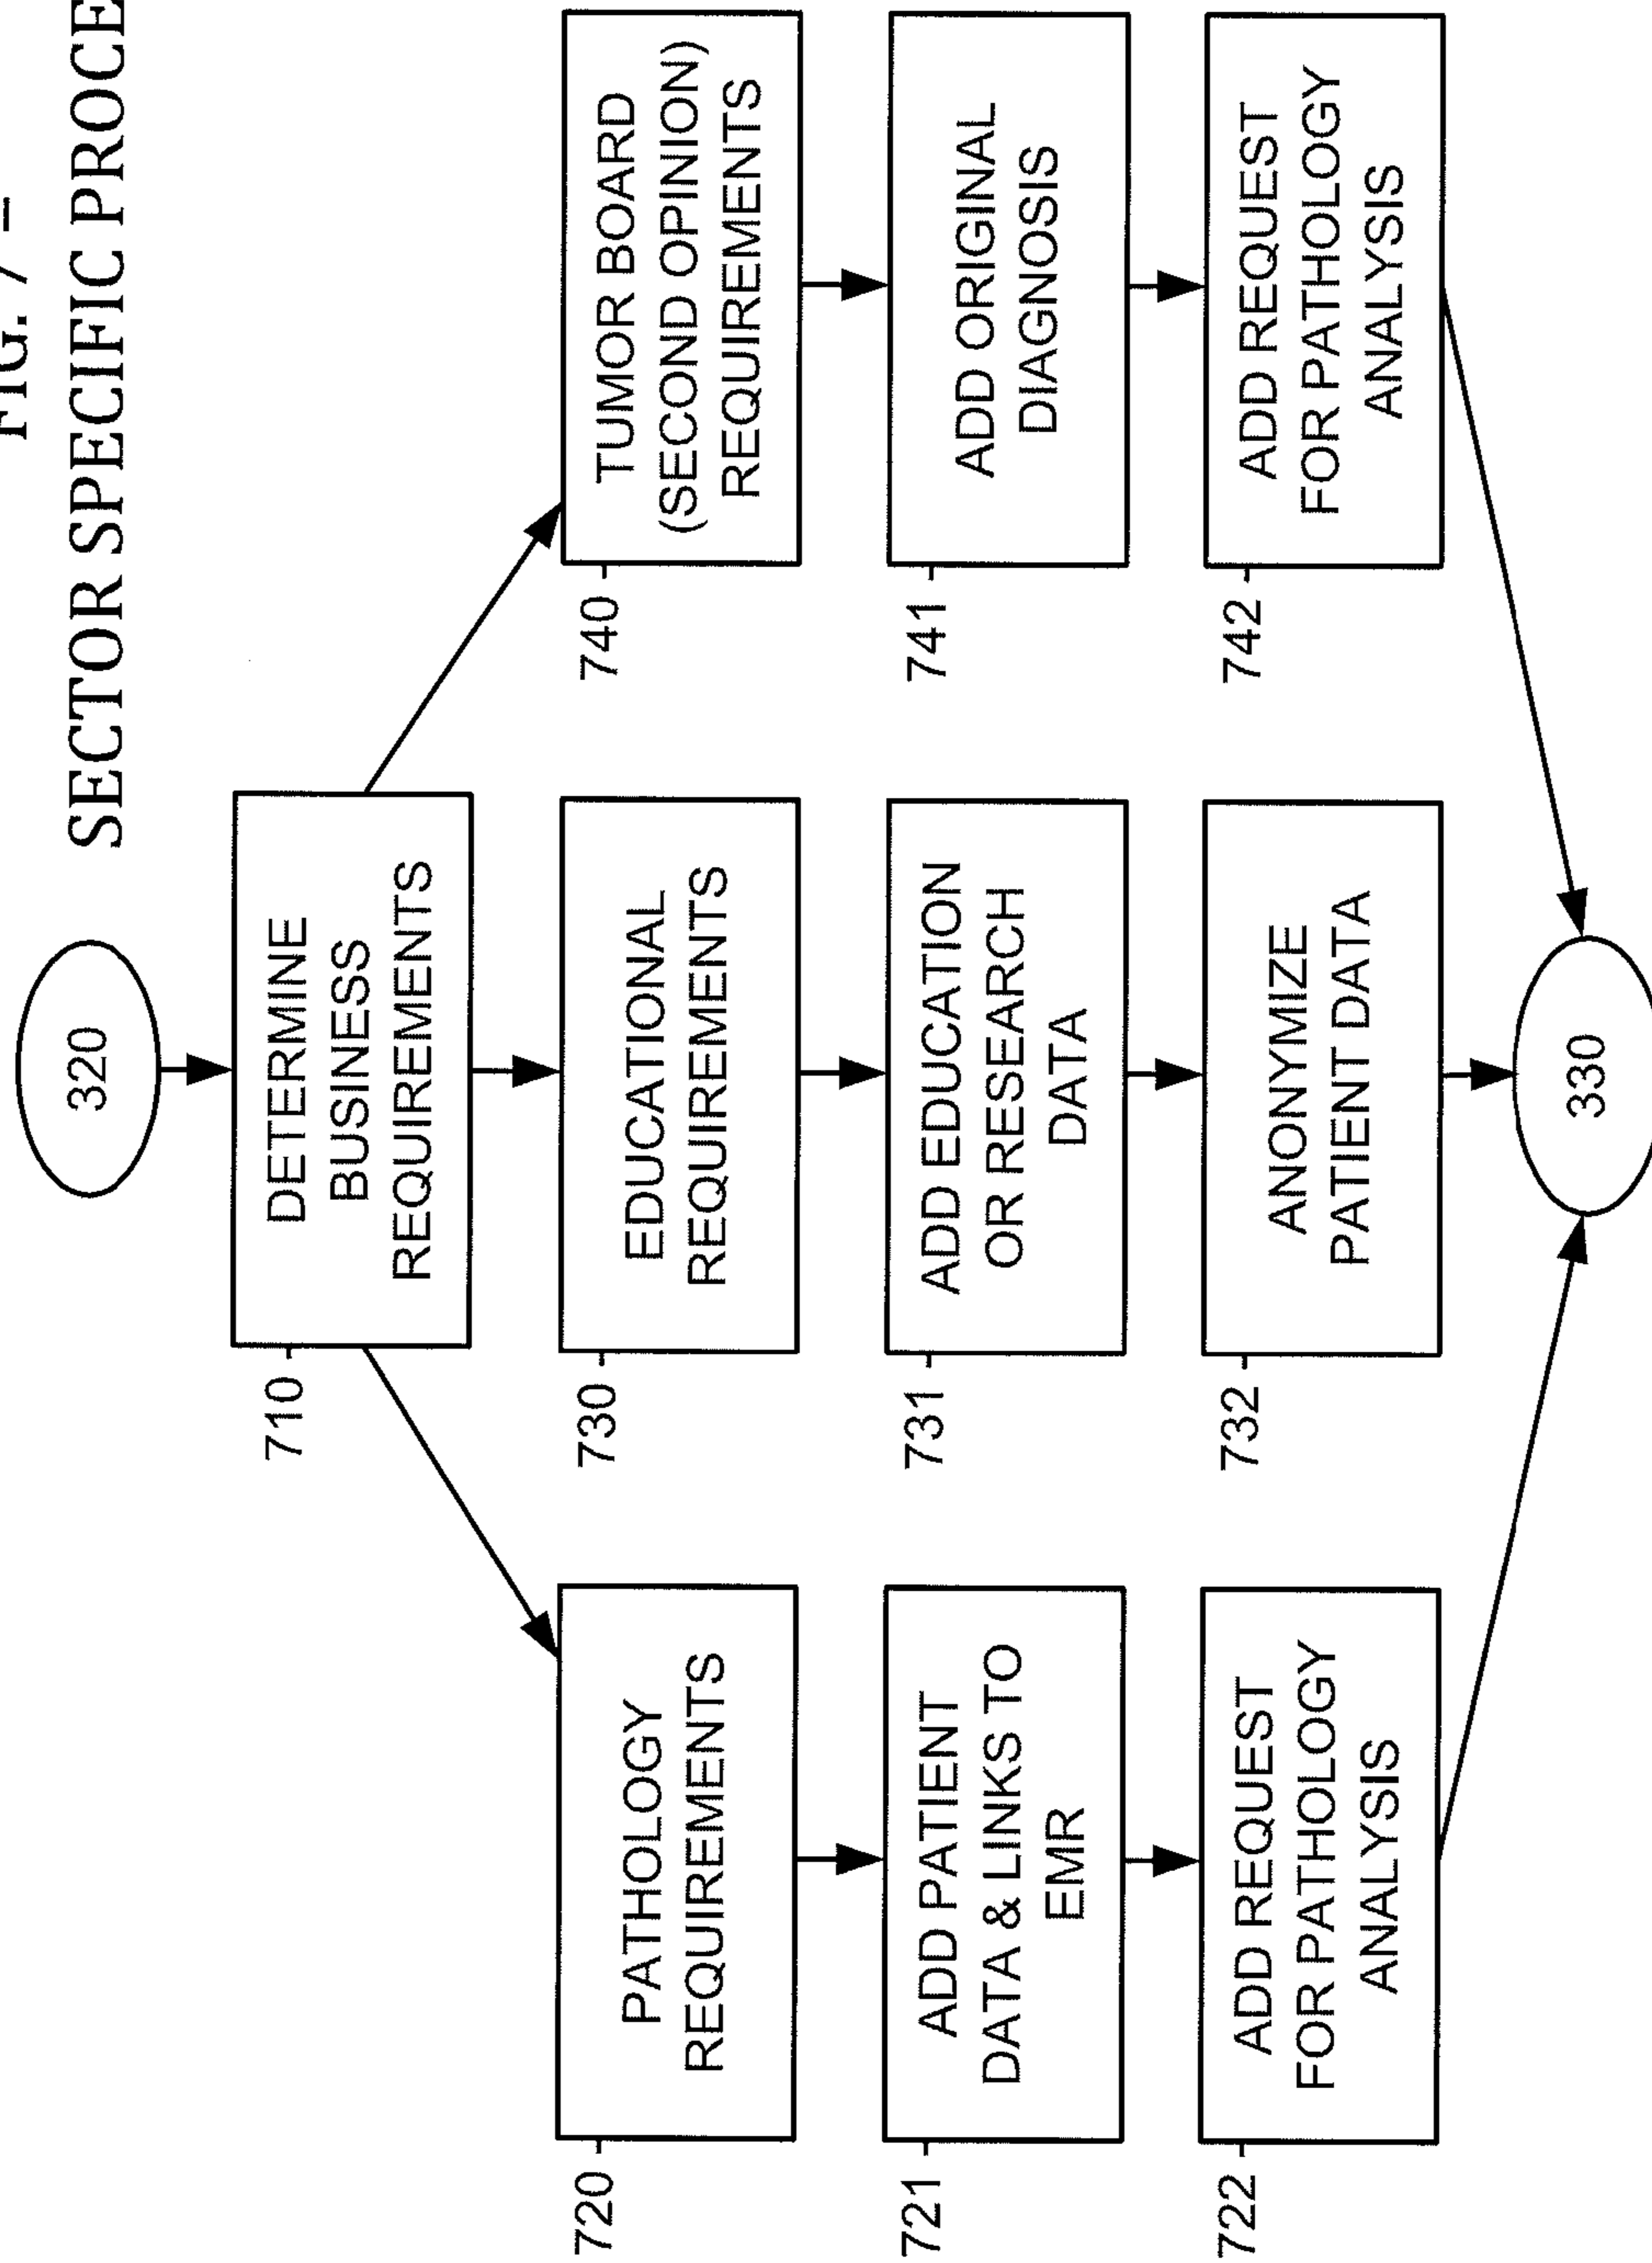 FIG. 7 –
SECTOR SPECIFIC
320
710
DETERMINE
BUSINESS
REQUIREMENTS
720
PATHOLOGY
REQUIREMENTS
730
EDUCATIONAL
REQUIREMENTS
740
TUMOR BOARD
(SECOND OPINION)
REQUIREMENTS
721
ADD PATIENT
DATA & LINKS TO
EMR
731
ADD EDUCATION
OR RESEARCH
DATA
741
ADD ORIGINAL
DIAGNOSIS
722
ADD REQUEST
FOR PATHOLOGY
ANALYSIS
732
ANONYMIZE
PATIENT DATA
742
ADD REQUEST
FOR PATHOLOGY
ANALYSIS
330